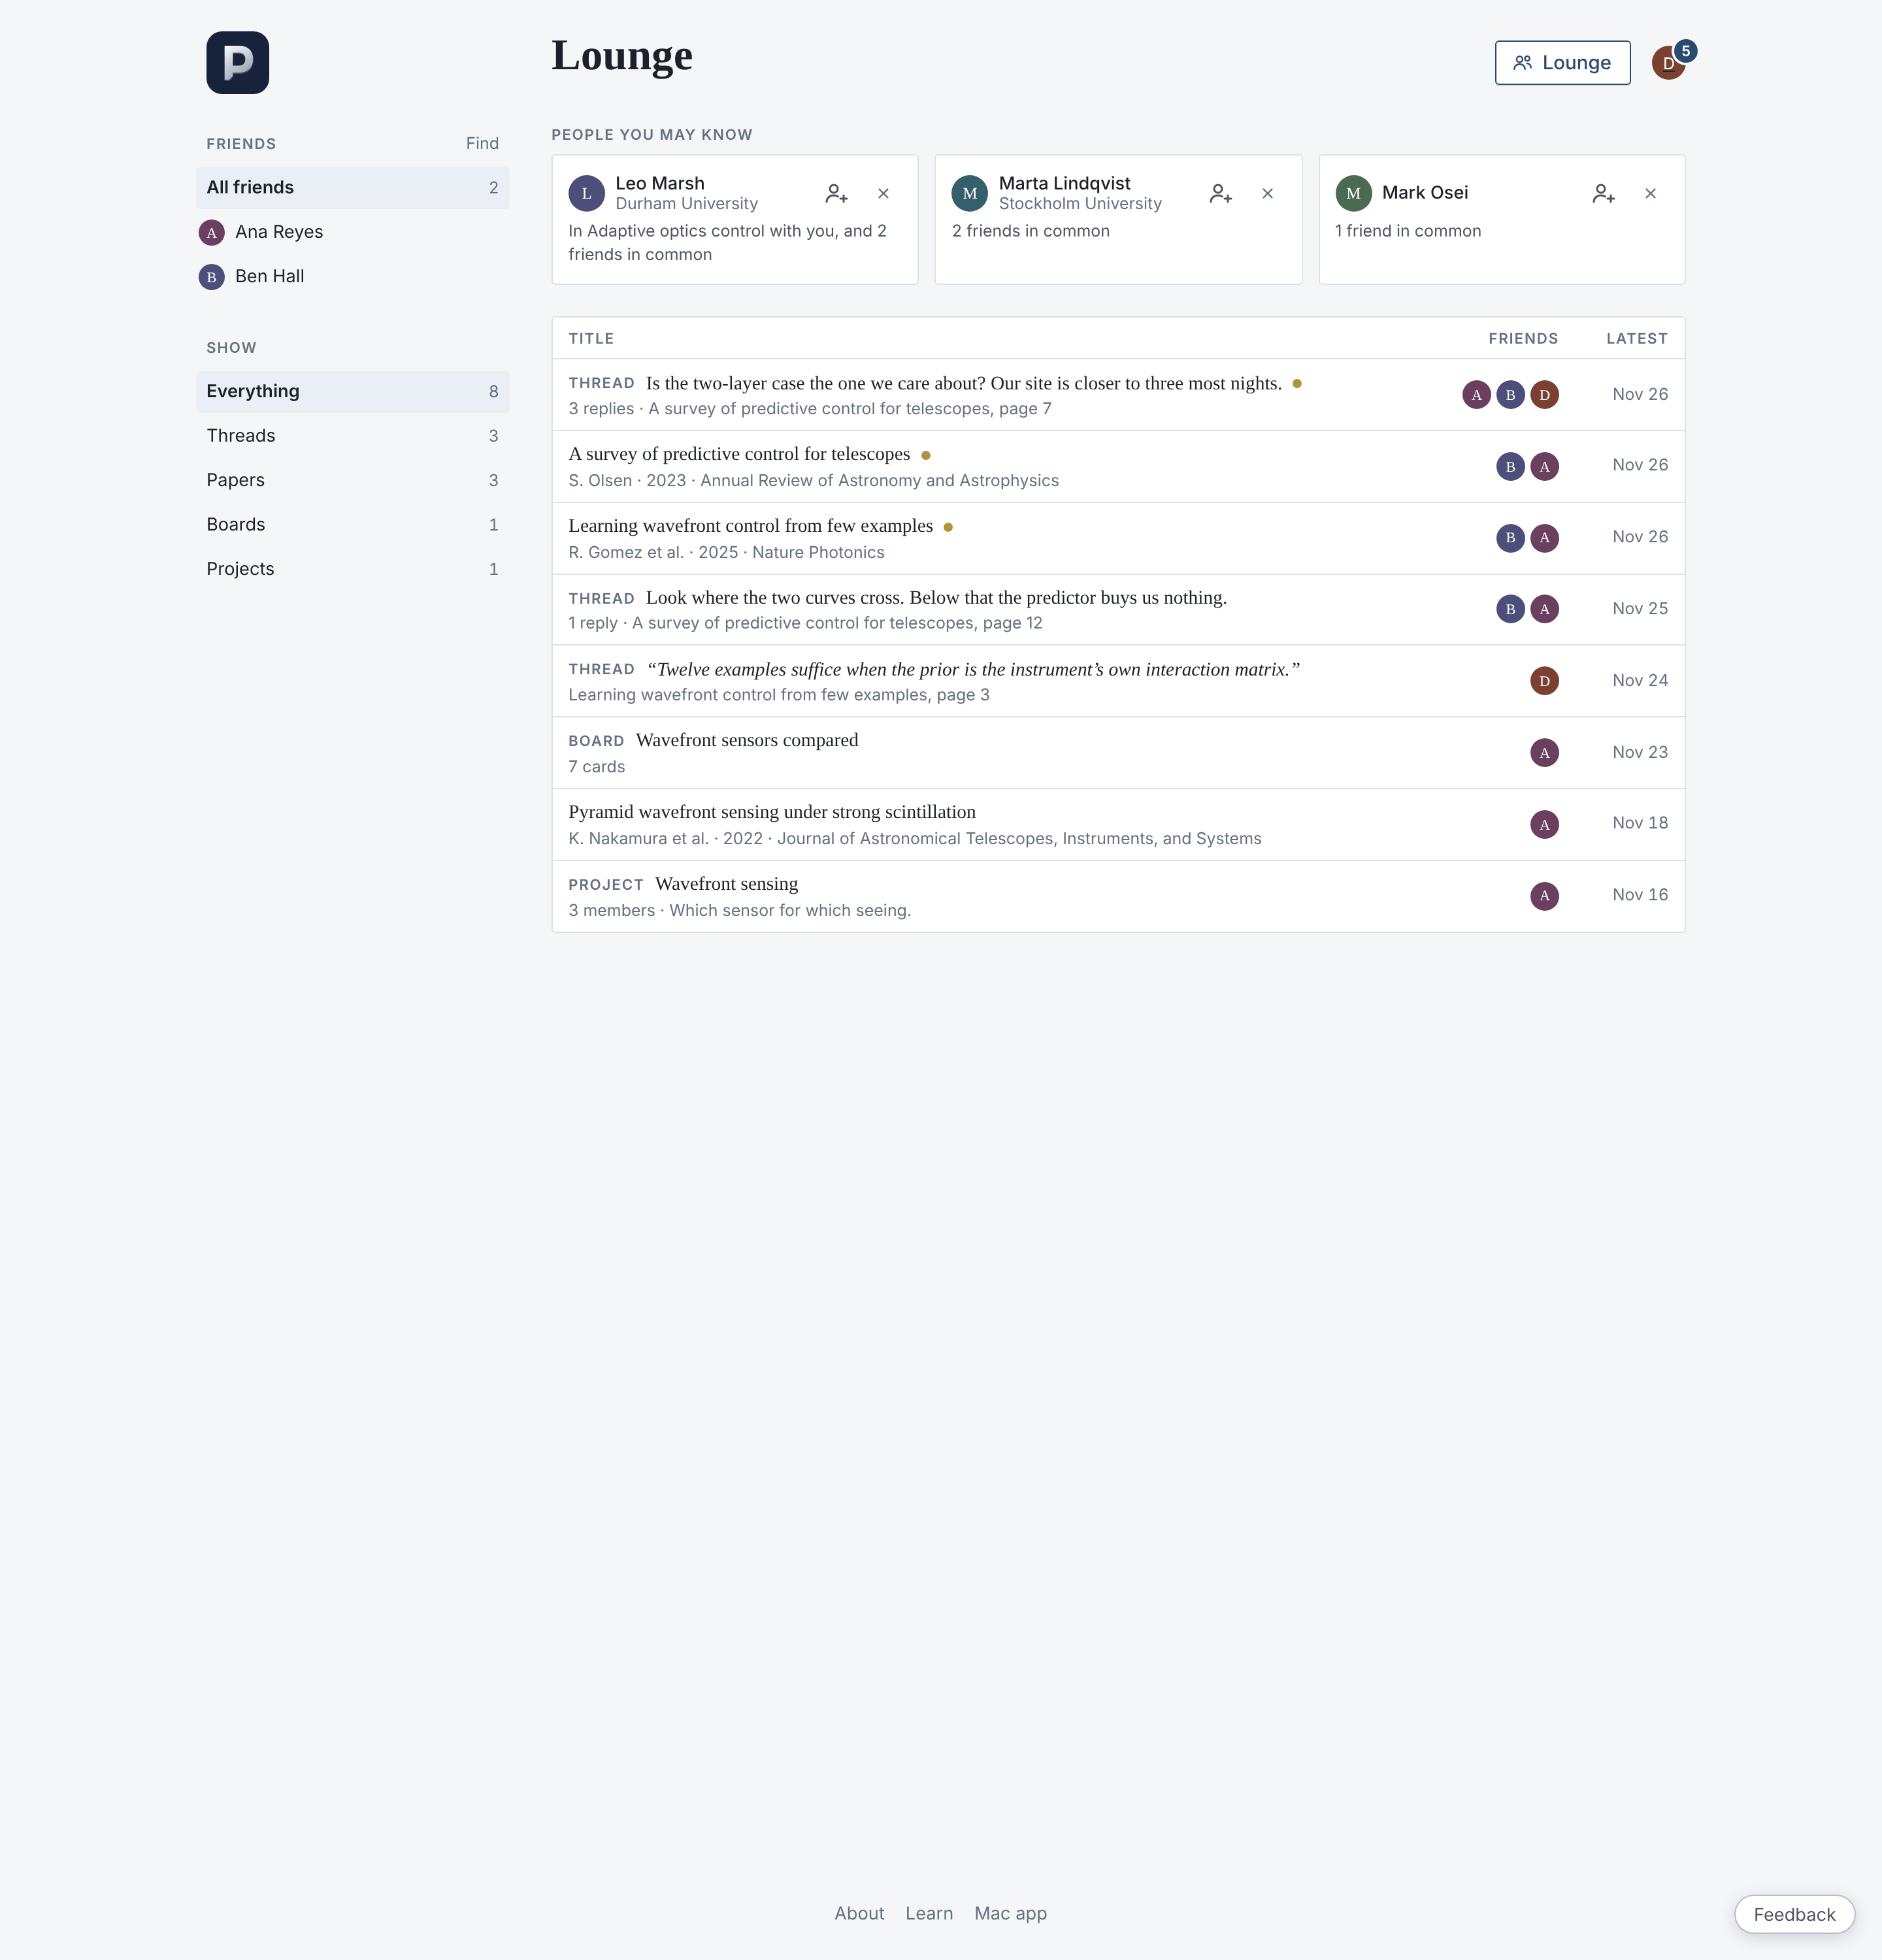 P
Lounge
Lounge
D
5
FRIENDS Find
All friends 2
A Ana Reyes
B Ben Hall
SHOW
Everything 8
Threads 3
Papers 3
Boards 1
Projects 1
PEOPLE YOU MAY KNOW
L Leo Marsh
Durham University
In Adaptive optics control with you, and 2
friends in common
M Marta Lindqvist
Stockholm University
2 friends in common
M Mark Osei
1 friend in common
TITLE FRIENDS LATEST
THREAD Is the two-layer case the one we care about? Our site is closer to three most nights. A B D Nov 26
3 replies · A survey of predictive control for telescopes, page 7
A survey of predictive control for telescopes B A Nov 26
S. Olsen · 2023 · Annual Review of Astronomy and Astrophysics
Learning wavefront control from few examples B A Nov 26
R. Gomez et al. · 2025 · Nature Photonics
THREAD Look where the two curves cross. Below that the predictor buys us nothing. B A Nov 25
1 reply · A survey of predictive control for telescopes, page 12
THREAD “Twelve examples suffice when the prior is the instrument’s own interaction matrix.” D Nov 24
Learning wavefront control from few examples, page 3
BOARD Wavefront sensors compared A Nov 23
7 cards
Pyramid wavefront sensing under strong scintillation A Nov 18
K. Nakamura et al. · 2022 · Journal of Astronomical Telescopes, Instruments, and Systems
PROJECT Wavefront sensing A Nov 16
3 members · Which sensor for which seeing.
About Learn Mac app
Feedback